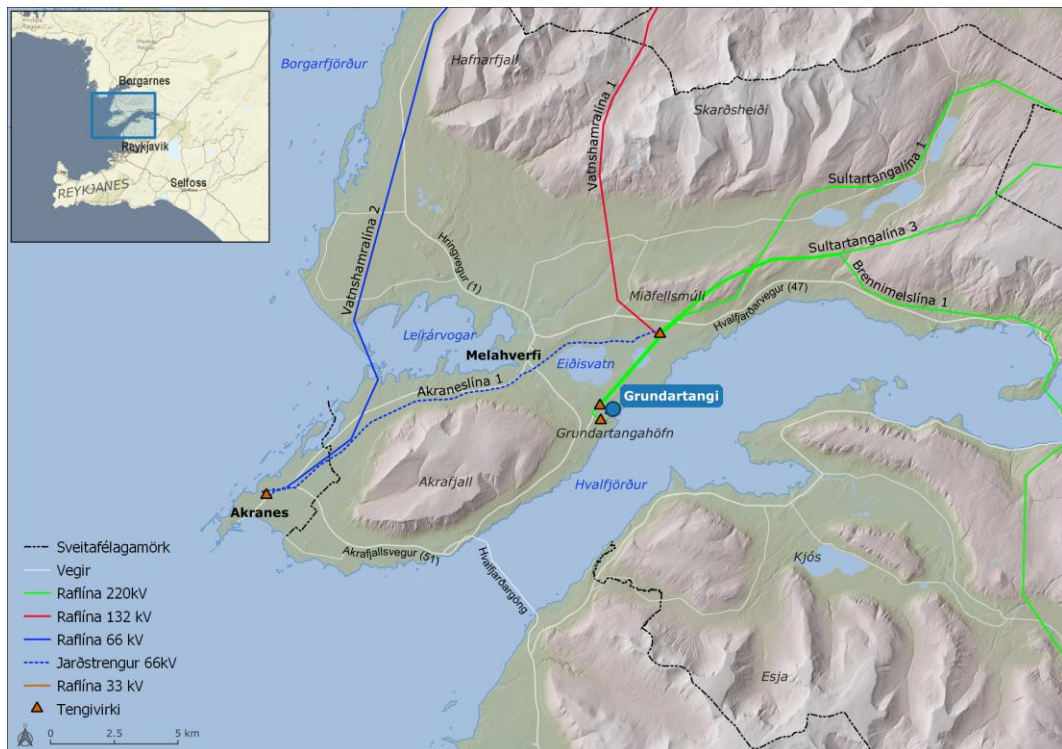 Borgarnes
Reykjavik
REYKJANES
Selfoss
Borgarfjörður
Hafnarfjall
Skarðsheiði
Vatnshamralína 1
Vatnshamralína 2
Sultartangalína 1
Sultartangalína 3
Brennimelslína 1
Hringvegur (1)
Miðfellsmúli
Hvalfjarðarvegur (47)
Leirárvogar
Melahverfi
Eiðisvatn
Akraneslína 1
Grundartangi
Grundartangahöfn
Akrafjall
Hvalfjörður
Akranes
Akrafjallsvegur (51)
Hvalfjarðargöng
Kjós
Esja
Sveitafélagamörk
Vegir
Raflína 220kV
Raflína 132 kV
Raflína 66 kV
Jarðstrengur 66kV
Raflína 33 kV
Tengivirki
0 2.5 5 km